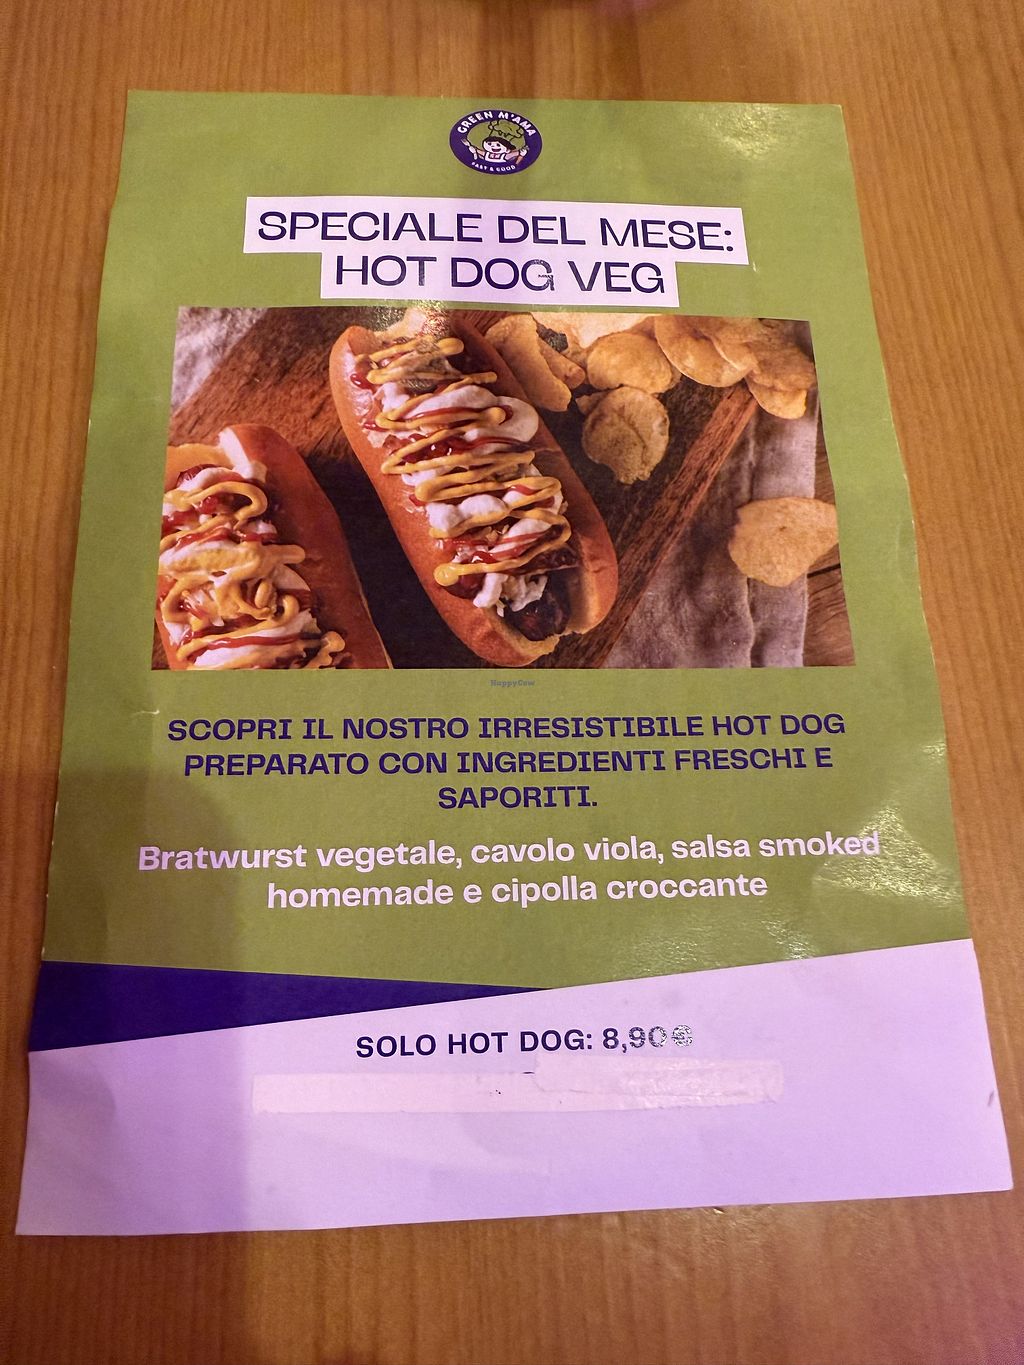 GREEN M'AMA
FAST & GOOD
SPECIALE DEL MESE:
HOT DOG VEG
HappyCow
SCOPRI IL NOSTRO IRRESISTIBILE HOT DOG
PREPARATO CON INGREDIENTI FRESCHI E
SAPORITI.
Bratwurst vegetale, cavolo viola, salsa smoked
homemade e cipolla croccante
SOLO HOT DOG: 8,90€